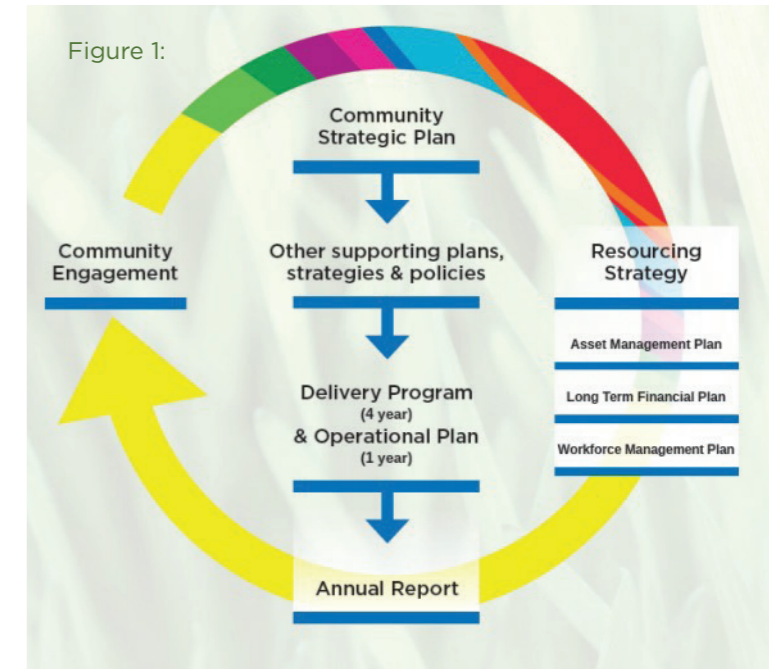 Figure 1:
Community
Strategic Plan
Community
Engagement
Other supporting plans,
strategies & policies
Resourcing
Strategy
Asset Management Plan
Long Term Financial Plan
Workforce Management Plan
Delivery Program
(4 year)
& Operational Plan
(1 year)
Annual Report